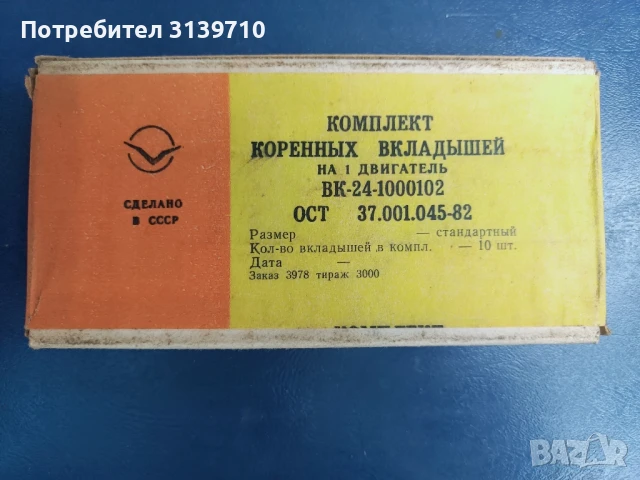 Потребител 3139710
СДЕЛАНО
В СССР
КОМПЛЕКТ
КОРЕННЫХ ВКЛАДЫШЕЙ
НА 1 ДВИГАТЕЛЬ
ВК-24-1000102
ОСТ 37.001.045-82
Размер — стандартный
Кол-во вкладышей в компл. — 10 шт.
Дата —
Заказ 3978 тираж 3000
BAZAR